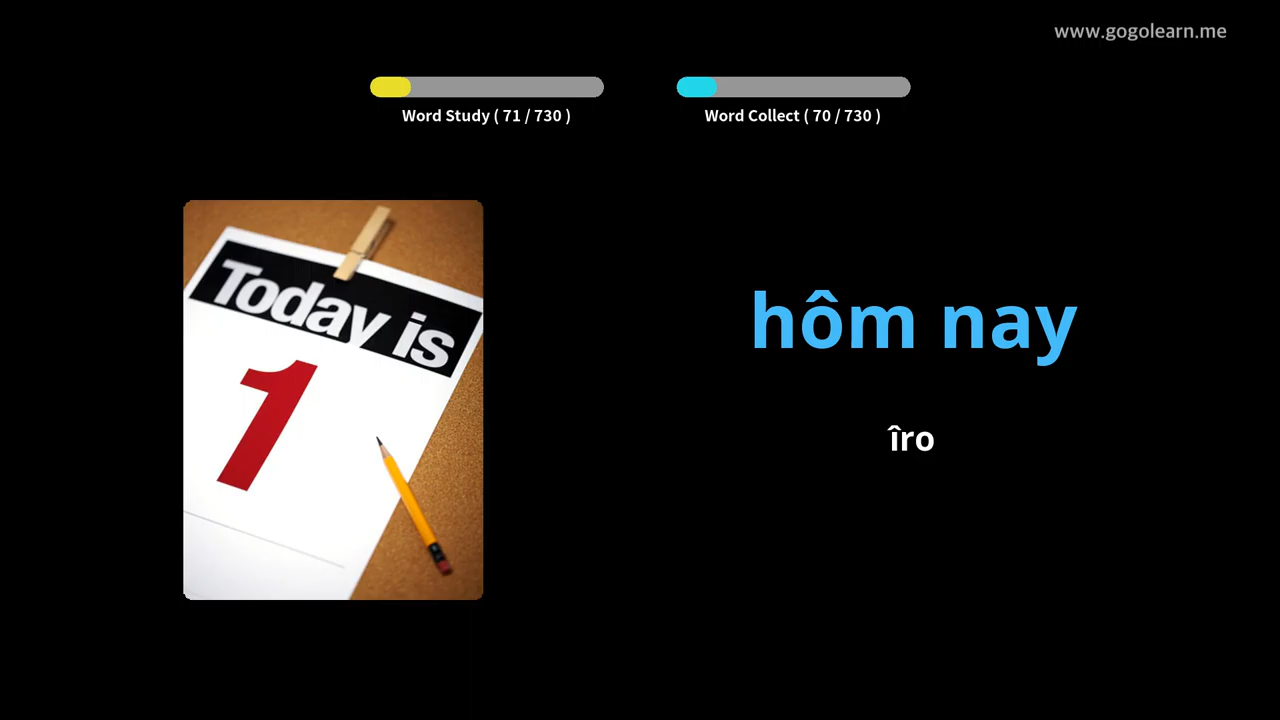 www.gogolearn.me
Word Study ( 71 / 730 )
Word Collect ( 70 / 730 )
Today is
1
hôm nay
îro